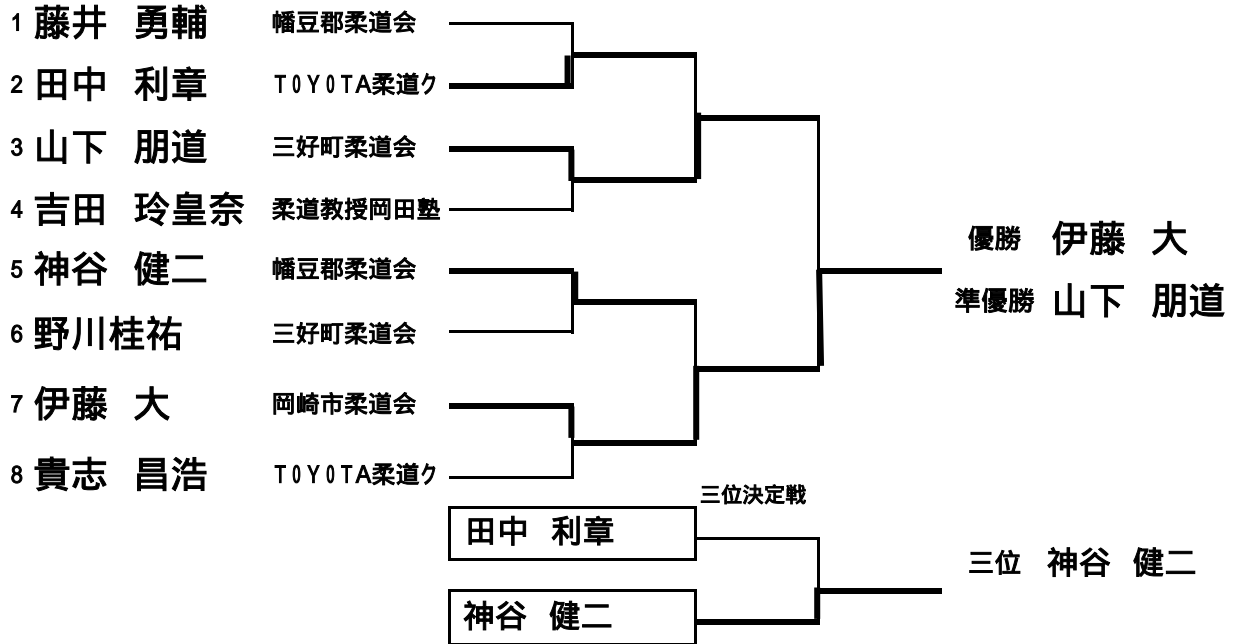 1 藤井 勇輔 幡豆郡柔道会
2 田中 利章 TOYOTA柔道ク
3 山下 朋道 三好町柔道会
4 吉田 玲皇奈 柔道教授岡田塾
5 神谷 健二 幡豆郡柔道会
6 野川桂祐 三好町柔道会
7 伊藤 大 岡崎市柔道会
8 貴志 昌浩 TOYOTA柔道ク
優勝 伊藤 大
準優勝 山下 朋道
三位決定戦
田中 利章
神谷 健二
三位 神谷 健二